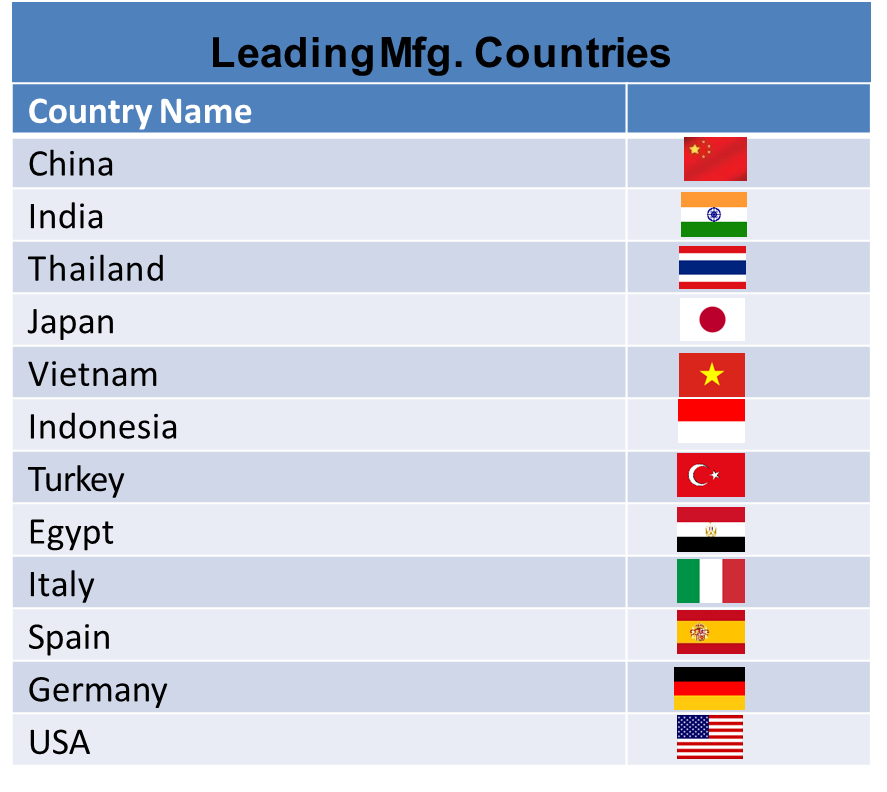 Leading Mfg. Countries
Country Name
China
India
Thailand
Japan
Vietnam
Indonesia
Turkey
Egypt
Italy
Spain
Germany
USA